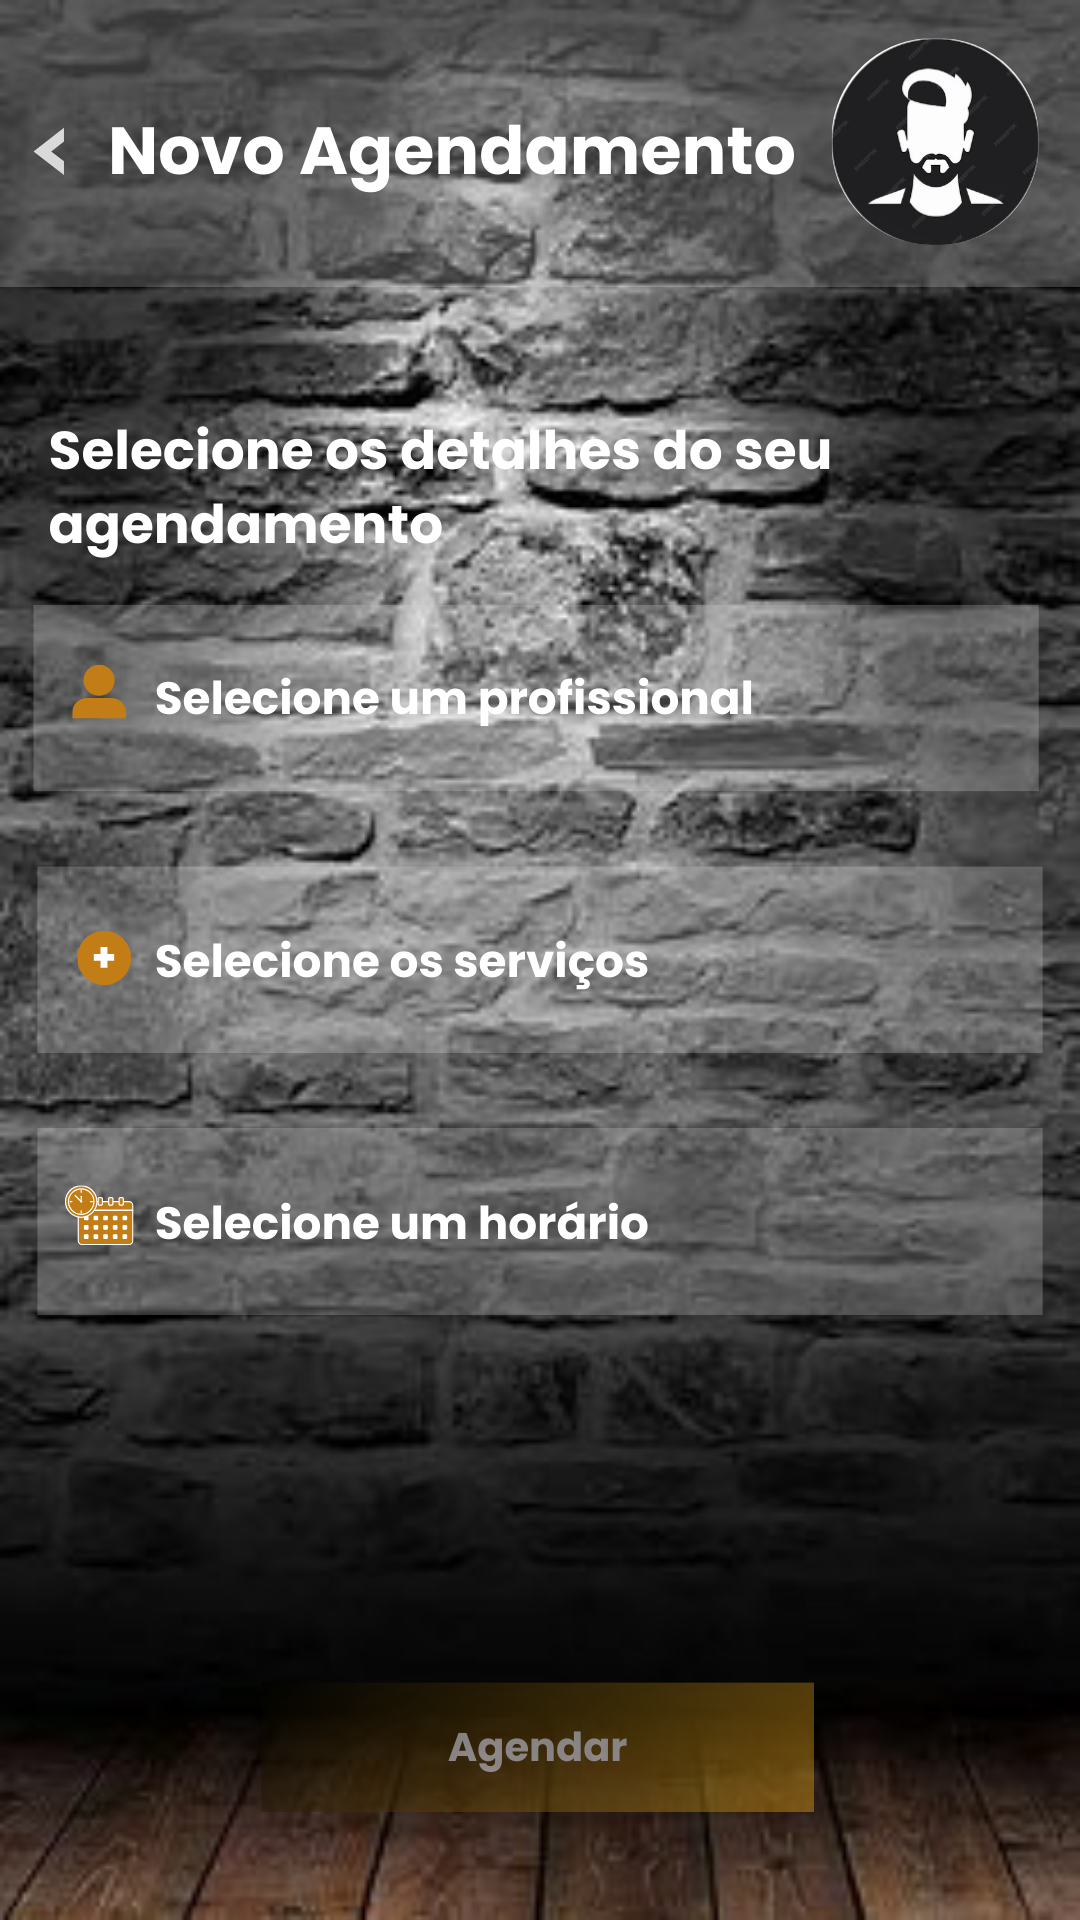 Novo Agendamento
Selecione os detalhes do seu
agendamento
Selecione um profissional
Selecione os serviços
Selecione um horário
Agendar